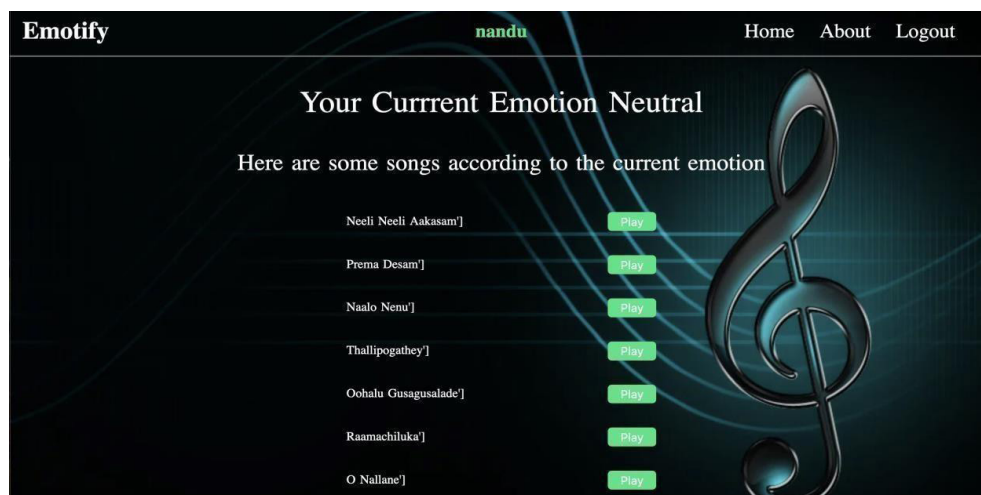 Emotify nandu Home About Logout
Your Currrent Emotion Neutral
Here are some songs according to the current emotion
Neeli Neeli Aakasam'] Play
Prema Desam'] Play
Naalo Nenu'] Play
Thallipogathey'] Play
Oohalu Gusagusalade'] Play
Raamachiluka'] Play
O Nallane'] Play